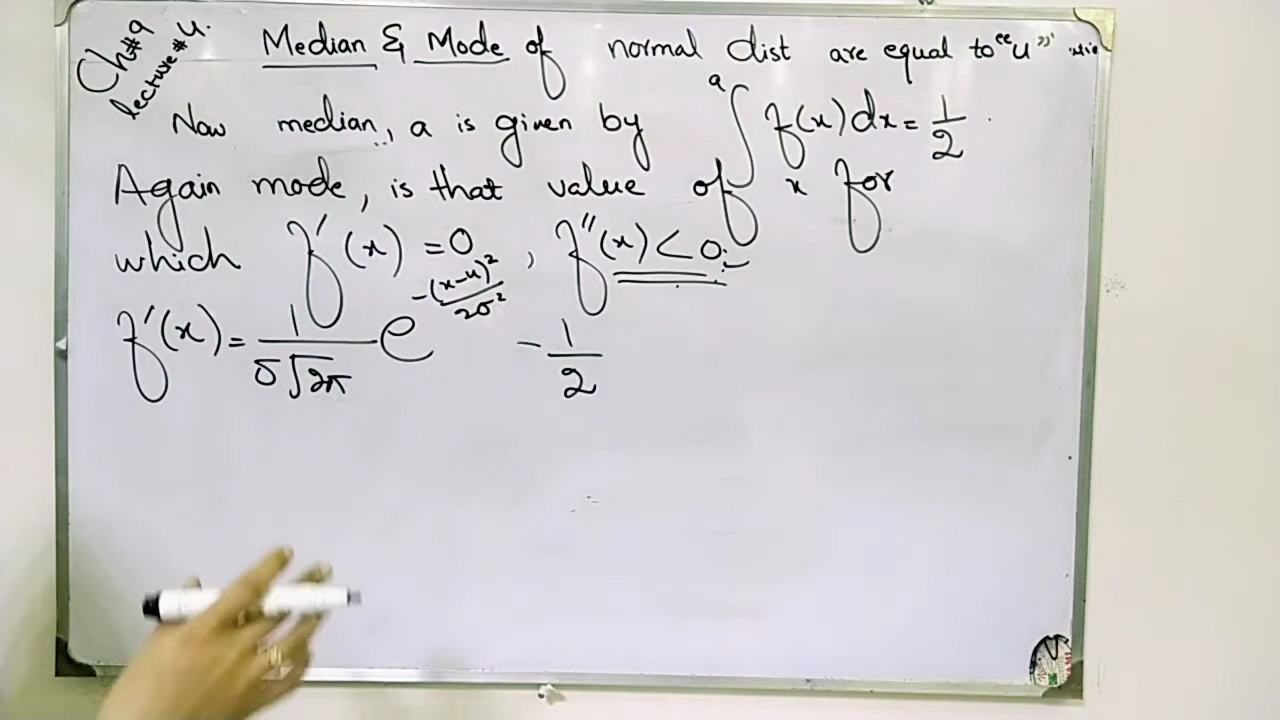 Ch#9
lecture#4.
Median & Mode of normal dist are equal to "u"
Now median, a is given by ∫ᵃ f(x)dx = 1/2
Again mode, is that value of x for
which f'(x) = 0, f''(x) < 0.
f'(x) = 1/σ√2π e^-(x-u)²/2σ² - 1/2